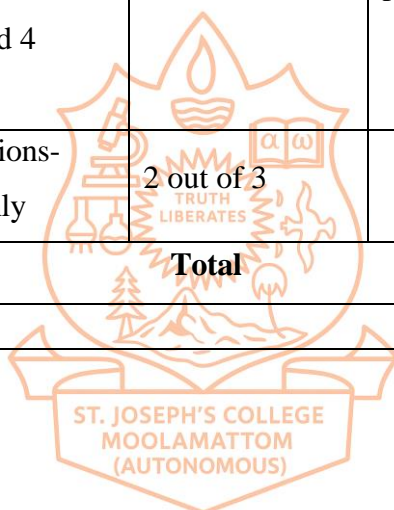 d 4
ions-
2 out of 3
ly
α ω
TRUTH
LIBERATES
Total
ST. JOSEPH'S COLLEGE
MOOLAMATTOM
(AUTONOMOUS)